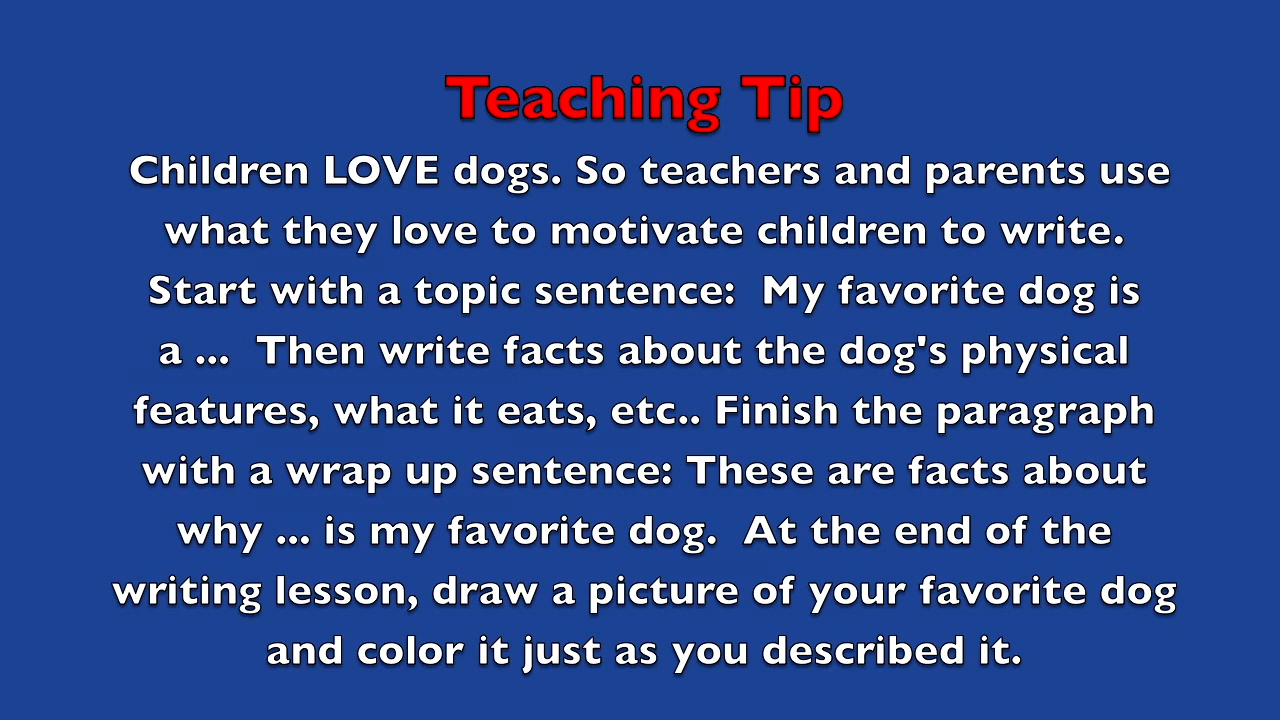 Teaching Tip
Children LOVE dogs. So teachers and parents use
what they love to motivate children to write.
Start with a topic sentence:  My favorite dog is
a ...  Then write facts about the dog's physical
features, what it eats, etc.. Finish the paragraph
with a wrap up sentence: These are facts about
why ... is my favorite dog.  At the end of the
writing lesson, draw a picture of your favorite dog
and color it just as you described it.